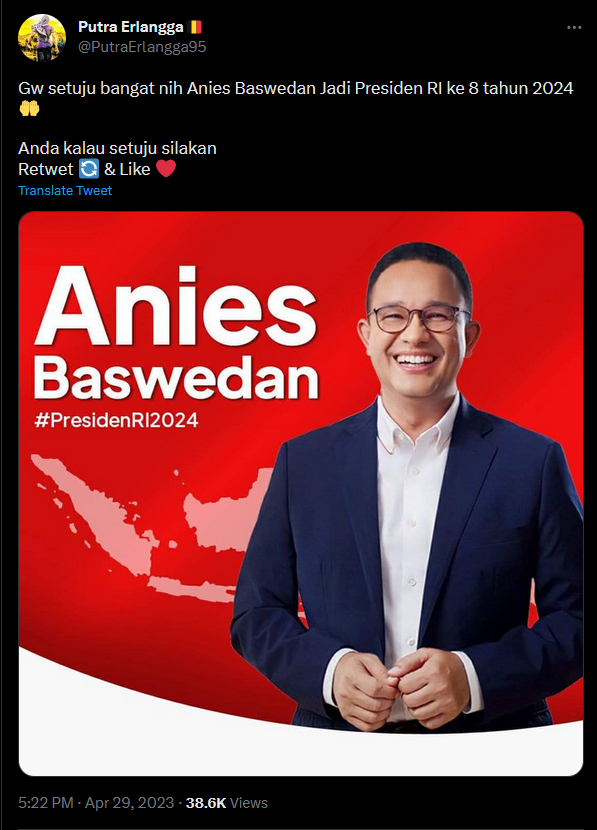 Putra Erlangga
@PutraErlangga95
Gw setuju bangat nih Anies Baswedan Jadi Presiden RI ke 8 tahun 2024
🤲
Anda kalau setuju silakan
Retwet 🔄 & Like ❤️
Translate Tweet
Anies
Baswedan
#PresidenRI2024
5:22 PM · Apr 29, 2023 · 38.6K Views